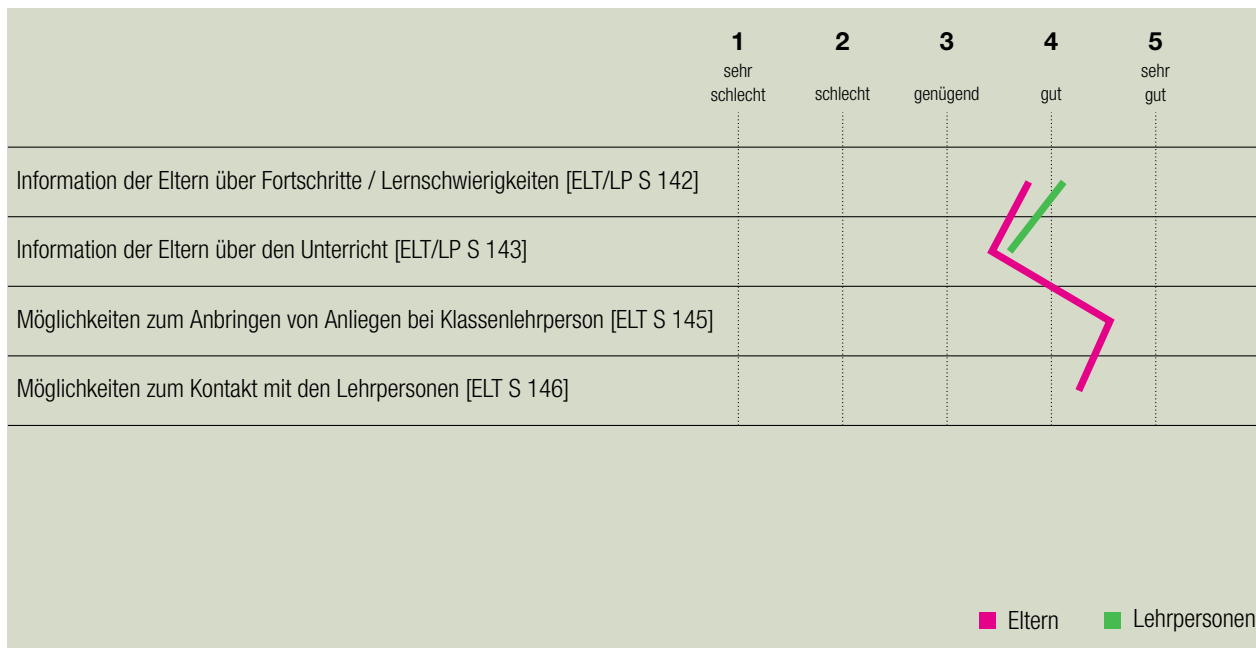 1 2 3 4 5
sehr sehr
schlecht schlecht genügend gut gut
Information der Eltern über Fortschritte / Lernschwierigkeiten [ELT/LP S 142]
Information der Eltern über den Unterricht [ELT/LP S 143]
Möglichkeiten zum Anbringen von Anliegen bei Klassenlehrperson [ELT S 145]
Möglichkeiten zum Kontakt mit den Lehrpersonen [ELT S 146]
Eltern Lehrpersonen